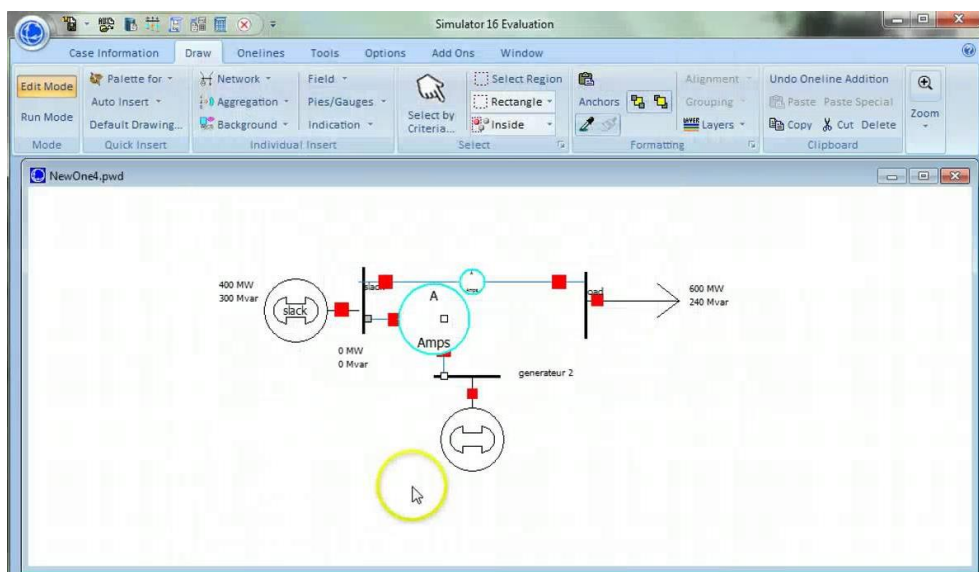 Simulator 16 Evaluation
Case Information Draw Onelines Tools Options Add Ons Window
Edit Mode
Run Mode
Mode
Palette for
Auto Insert
Default Drawing...
Quick Insert
Network
Aggregation
Background
Field
Pies/Gauges
Indication
Individual Insert
Select by
Criteria...
Select Region
Rectangle
Inside
Select
Anchors
Alignment
Grouping
Layers
Formatting
Undo Oneline Addition
Paste Paste Special
Copy Cut Delete
Clipboard
Zoom
NewOne4.pwd
400 MW
300 Mvar
slack
slack
A
Amps
A
Amps
600 MW
240 Mvar
0 MW
0 Mvar
generateur 2